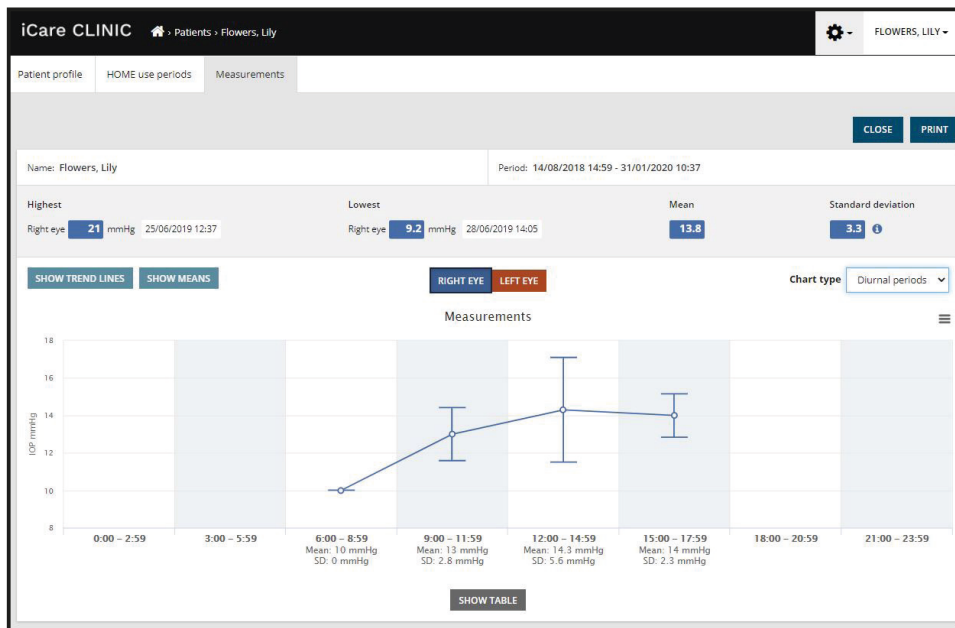 iCare CLINIC › Patients › Flowers, Lily FLOWERS, LILY
Patient profile HOME use periods Measurements
CLOSE PRINT
Name: Flowers, Lily Period: 14/08/2018 14:59 - 31/01/2020 10:37
Highest Lowest Mean Standard deviation
Right eye 21 mmHg 25/06/2019 12:37 Right eye 9.2 mmHg 28/06/2019 14:05 13.8 3.3
SHOW TREND LINES SHOW MEANS RIGHT EYE LEFT EYE Chart type Diurnal periods
Measurements
18
16
14
12
10
8
IOP mmHg
0:00 – 2:59 3:00 – 5:59 6:00 – 8:59 9:00 – 11:59 12:00 – 14:59 15:00 – 17:59 18:00 – 20:59 21:00 – 23:59
Mean: 10 mmHg Mean: 13 mmHg Mean: 14.3 mmHg Mean: 14 mmHg
SD: 0 mmHg SD: 2.8 mmHg SD: 5.6 mmHg SD: 2.3 mmHg
SHOW TABLE